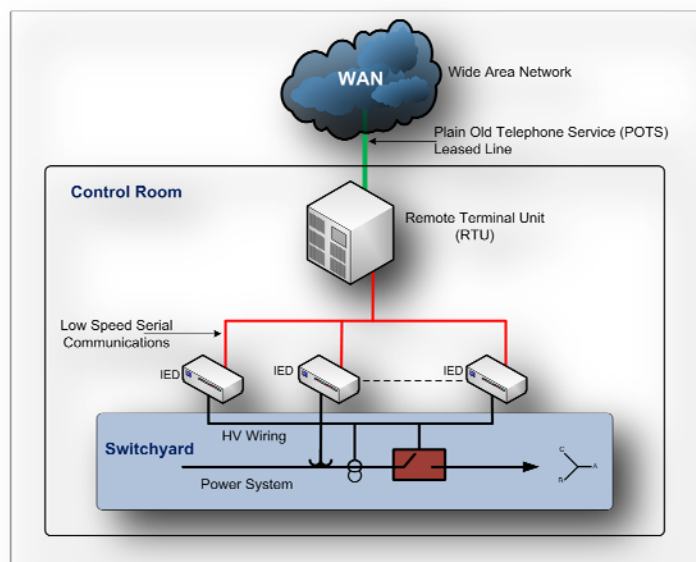 WAN
Wide Area Network
Plain Old Telephone Service (POTS)
Leased Line
Control Room
Remote Terminal Unit
(RTU)
Low Speed Serial
Communications
IED
IED
IED
HV Wiring
Switchyard
Power System
C
A